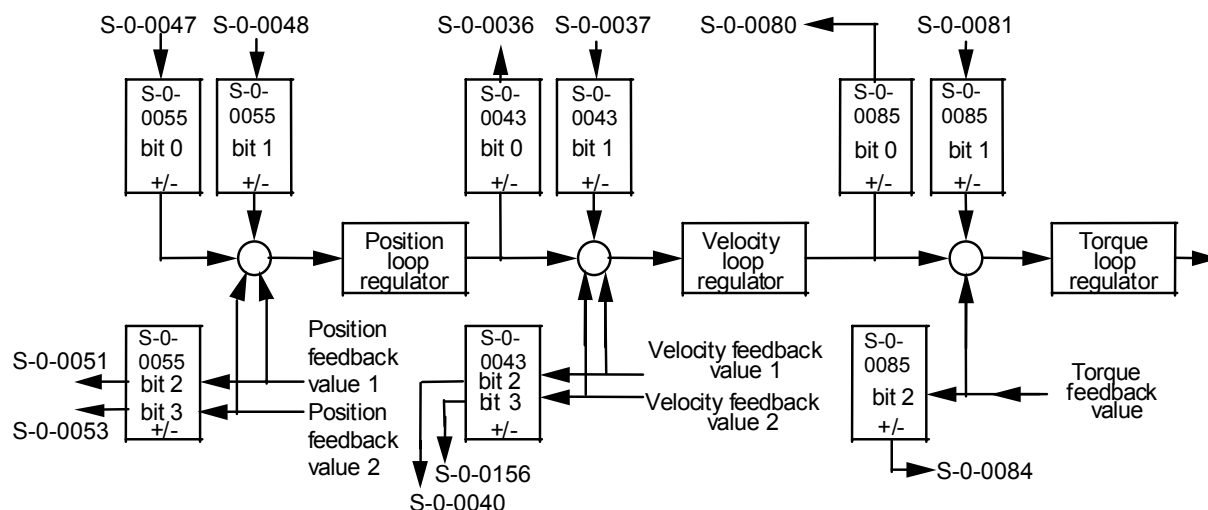 S-0-0047
S-0-0048
S-0-0036
S-0-0037
S-0-0080
S-0-0081
S-0-
0055
bit 0
+/-
S-0-
0055
bit 1
+/-
S-0-
0043
bit 0
+/-
S-0-
0043
bit 1
+/-
S-0-
0085
bit 0
+/-
S-0-
0085
bit 1
+/-
Position
loop
regulator
Velocity
loop
regulator
Torque
loop
regulator
S-0-0051
S-0-0053
S-0-
0055
bit 2
bit 3
+/-
Position
feedback
value 1
Position
feedback
value 2
S-0-
0043
bit 2
bit 3
+/-
Velocity feedback
value 1
Velocity feedback
value 2
S-0-0156
S-0-0040
S-0-
0085
bit 2
+/-
Torque
feedback
value
S-0-0084